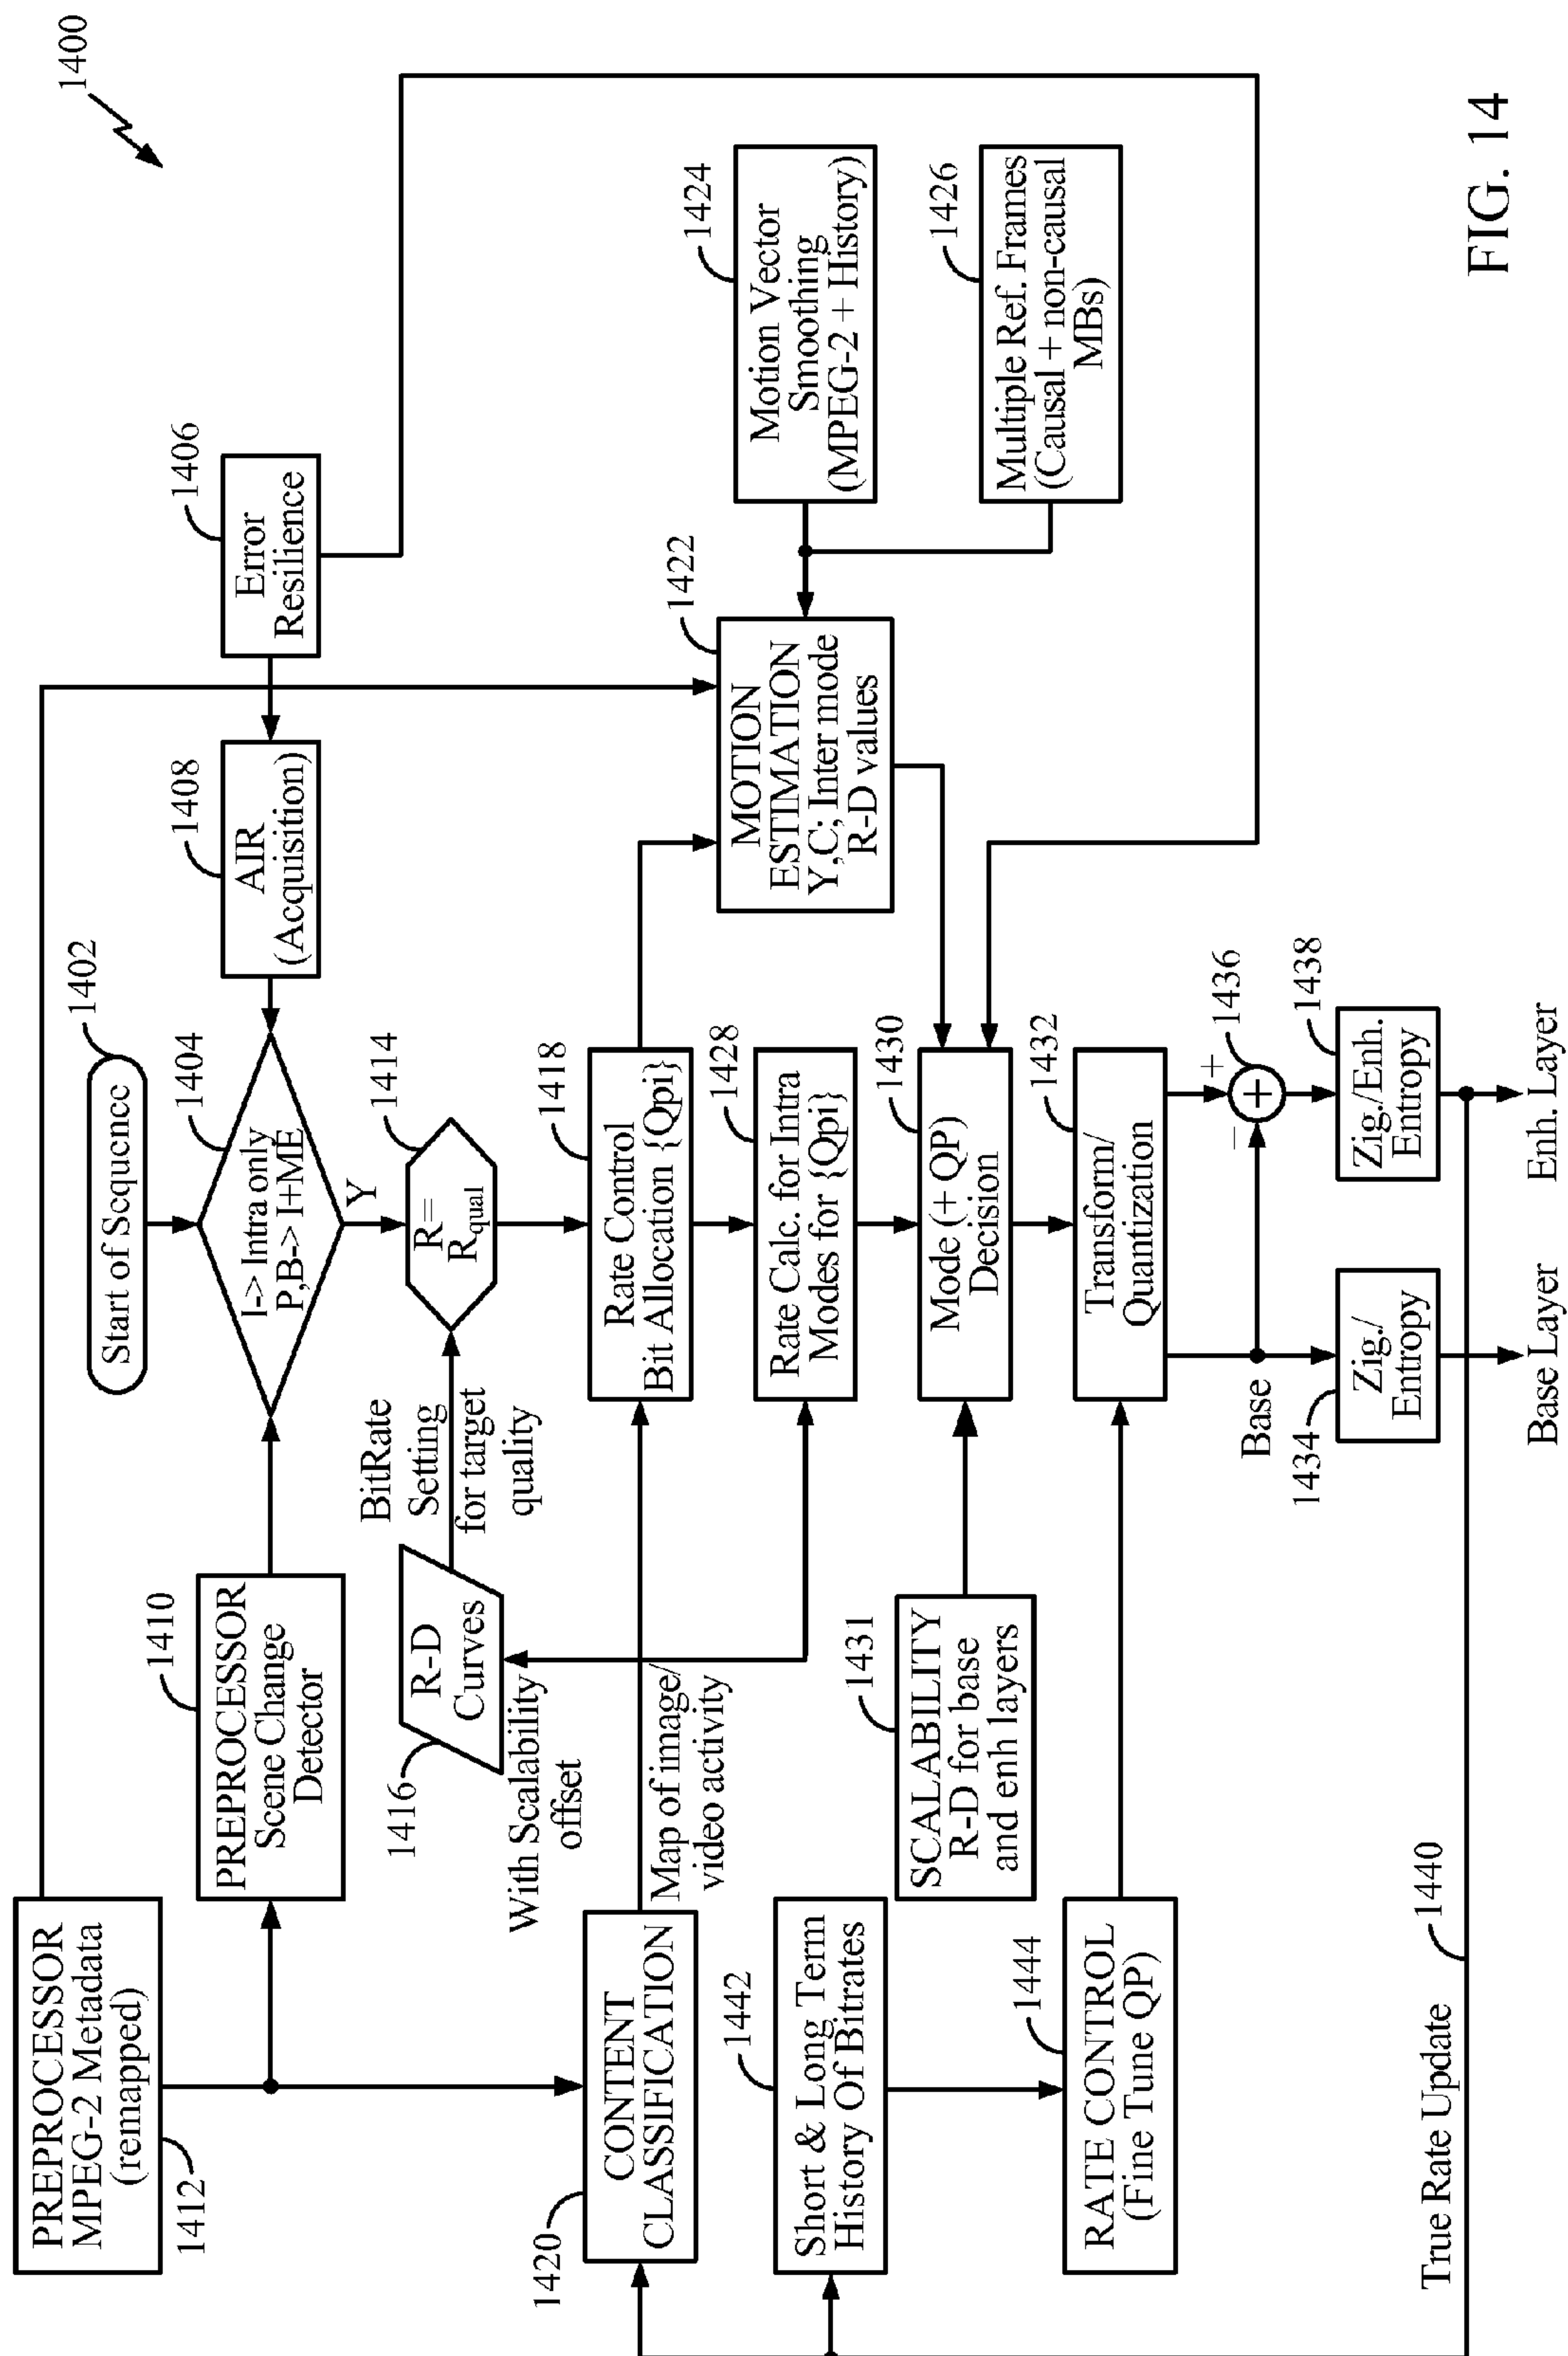 1400
Start of Sequence
1402
1404
I-> Intra only
P,B-> I+ME
Y
1406
Error
Resilience
1408
AIR
(Acquisition)
1410
PREPROCESSOR
Scene Change
Detector
PREPROCESSOR
MPEG-2 Metadata
(remapped)
1412
1414
R=
Rqual
BitRate
Setting
for target
quality
R-D
Curves
1416
With Scalability
offset
1418
Rate Control
Bit Allocation {Qpi}
CONTENT
CLASSIFICATION
1420
Map of image/
video activity
1422
MOTION
ESTIMATION
Y,C; Inter mode
R-D values
1424
Motion Vector
Smoothing
(MPEG-2 + History)
1426
Multiple Ref. Frames
(Causal + non-causal
MBs)
1428
Rate Calc. for Intra
Modes for {Qpi}
1430
Mode (+ QP)
Decision
1431
SCALABILITY
R-D for base
and enh layers
1432
Transform/
Quantization
1442
Short & Long Term
History Of Bitrates
1444
RATE CONTROL
(Fine Tune QP)
Base
1434
Zig./
Entropy
+
−
+
1436
1438
Zig./Enh.
Entropy
True Rate Update
1440
Base Layer
Enh. Layer
FIG. 14